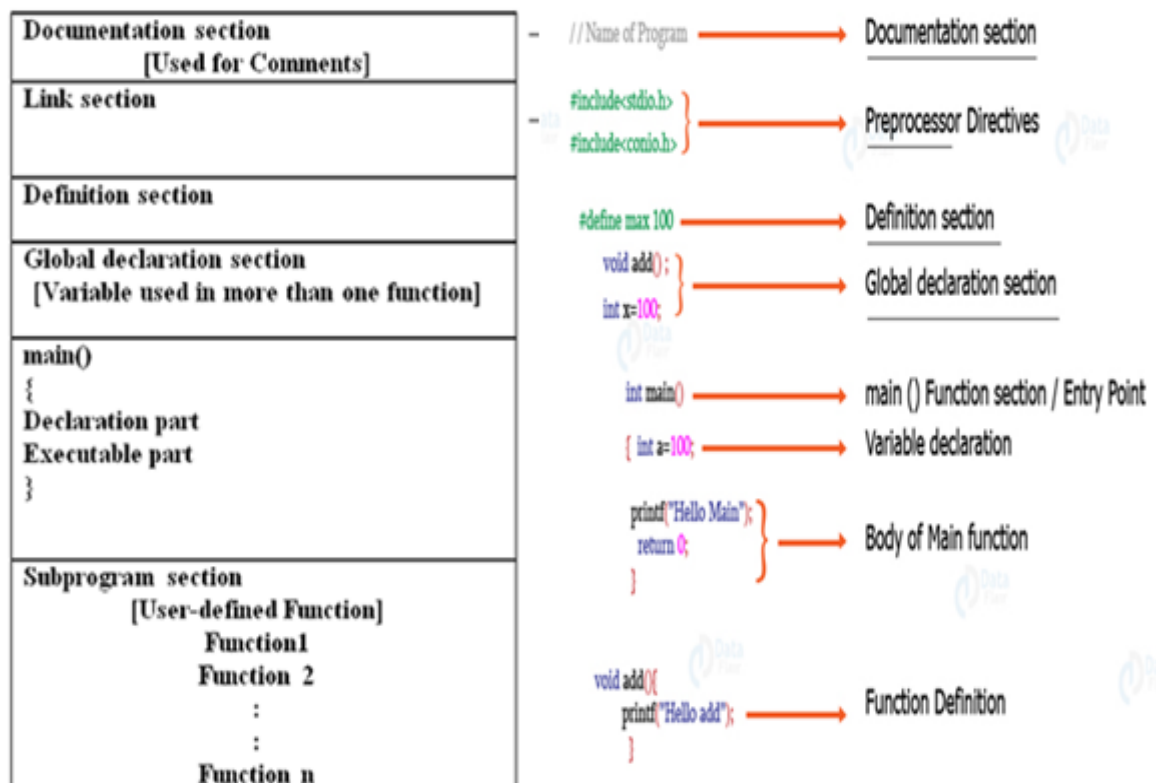 Documentation section
[Used for Comments]
Link section
Definition section
Global declaration section
[Variable used in more than one function]
main()
{
Declaration part
Executable part
}
Subprogram section
[User-defined Function]
Function1
Function 2
:
:
Function n
– //Name of Program
Documentation section
– #include<stdio.h>
#include<conio.h>
Preprocessor Directives
#define max 100
Definition section
void add() ;
int x=100;
Global declaration section
int main()
main () Function section / Entry Point
{ int a=100;
Variable declaration
printf("Hello Main");
return 0;
}
Body of Main function
void add(){
printf("Hello add");
}
Function Definition
Data
Flair